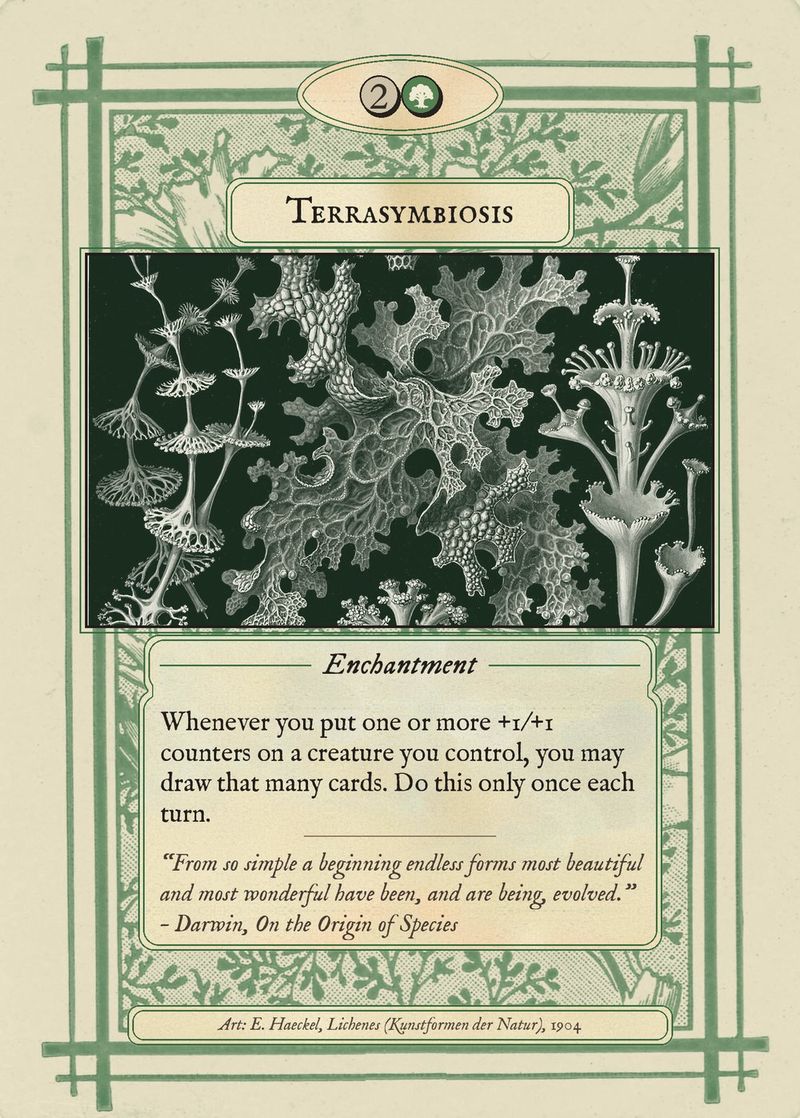 2
Terrasymbiosis
Enchantment
Whenever you put one or more +1/+1
counters on a creature you control, you may
draw that many cards. Do this only once each
turn.
“From so simple a beginning endless forms most beautiful
and most wonderful have been, and are being, evolved.”
– Darwin, On the Origin of Species
Art: E. Haeckel, Lichenes (Kunstformen der Natur), 1904